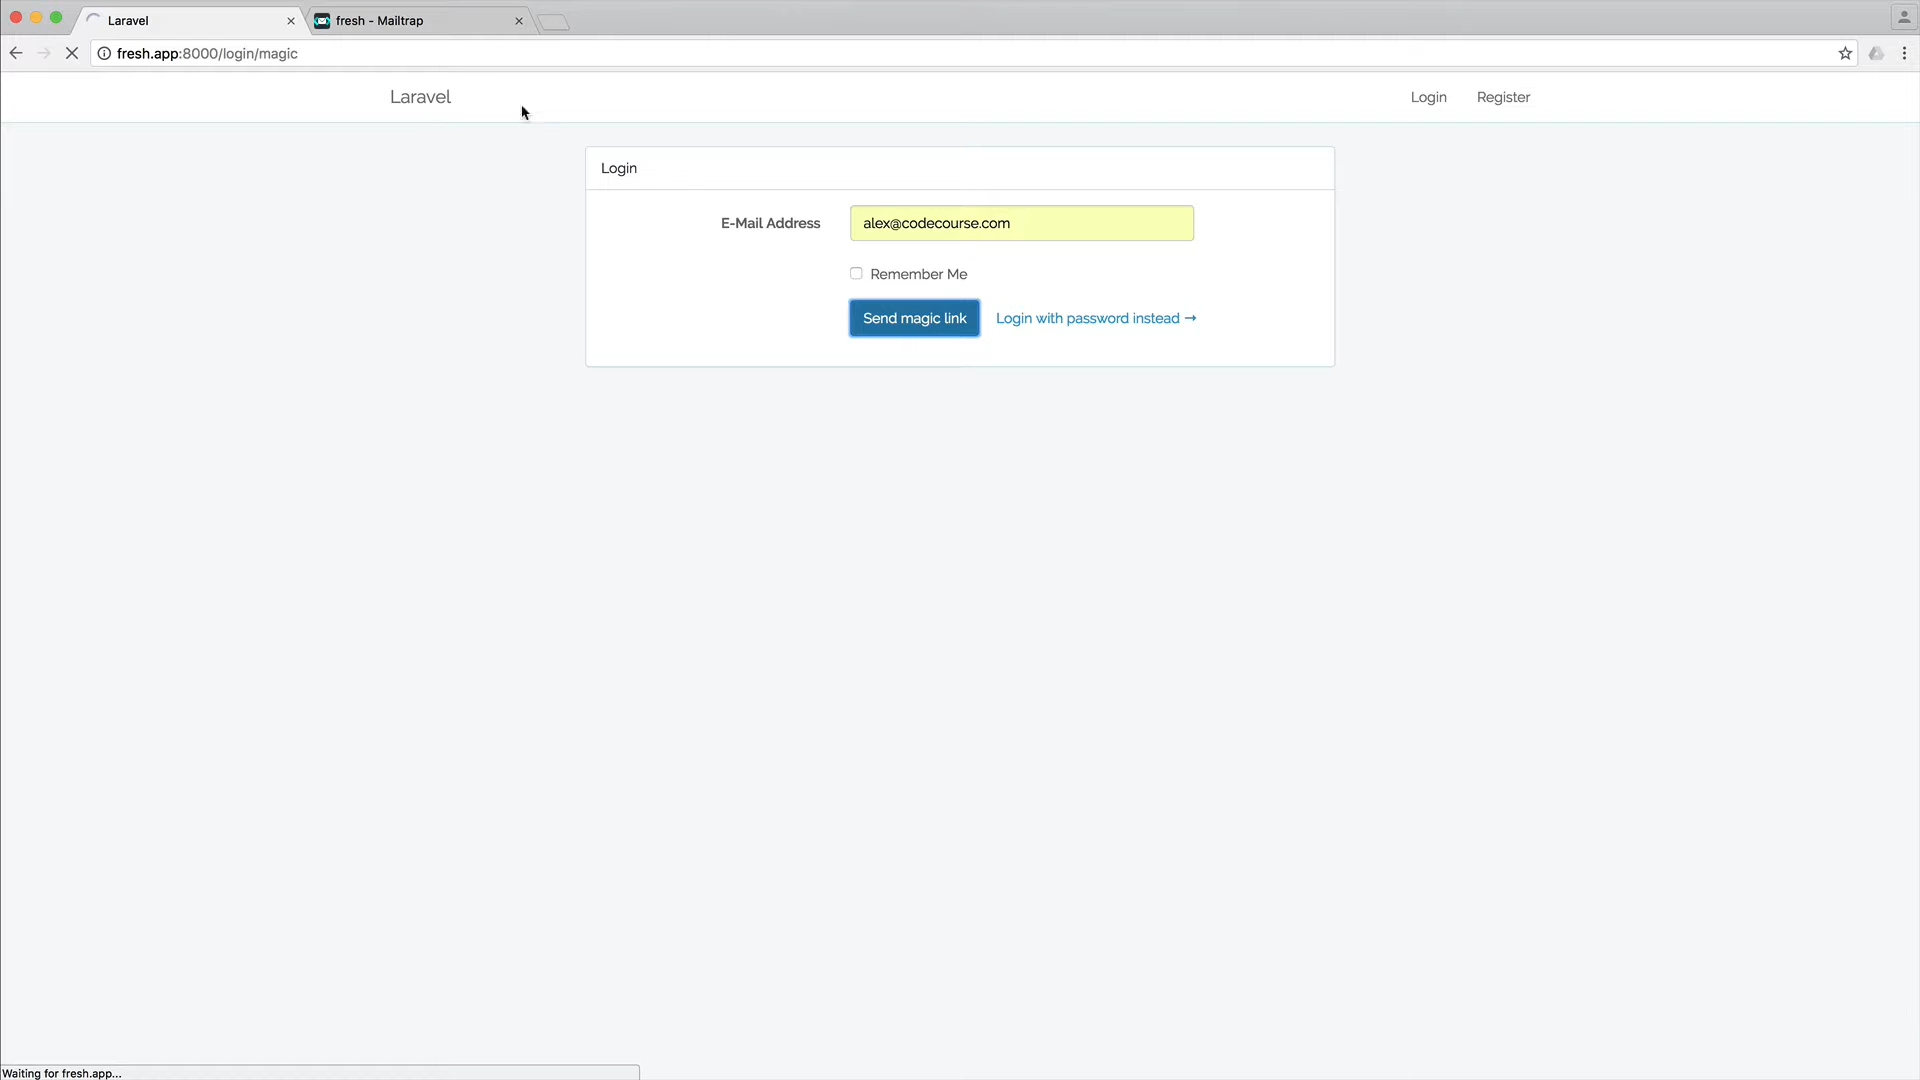 Laravel
fresh - Mailtrap
fresh.app:8000/login/magic
Laravel
Login
Register
Login
E-Mail Address
alex@codecourse.com
Remember Me
Send magic link
Login with password instead →
Waiting for fresh.app...